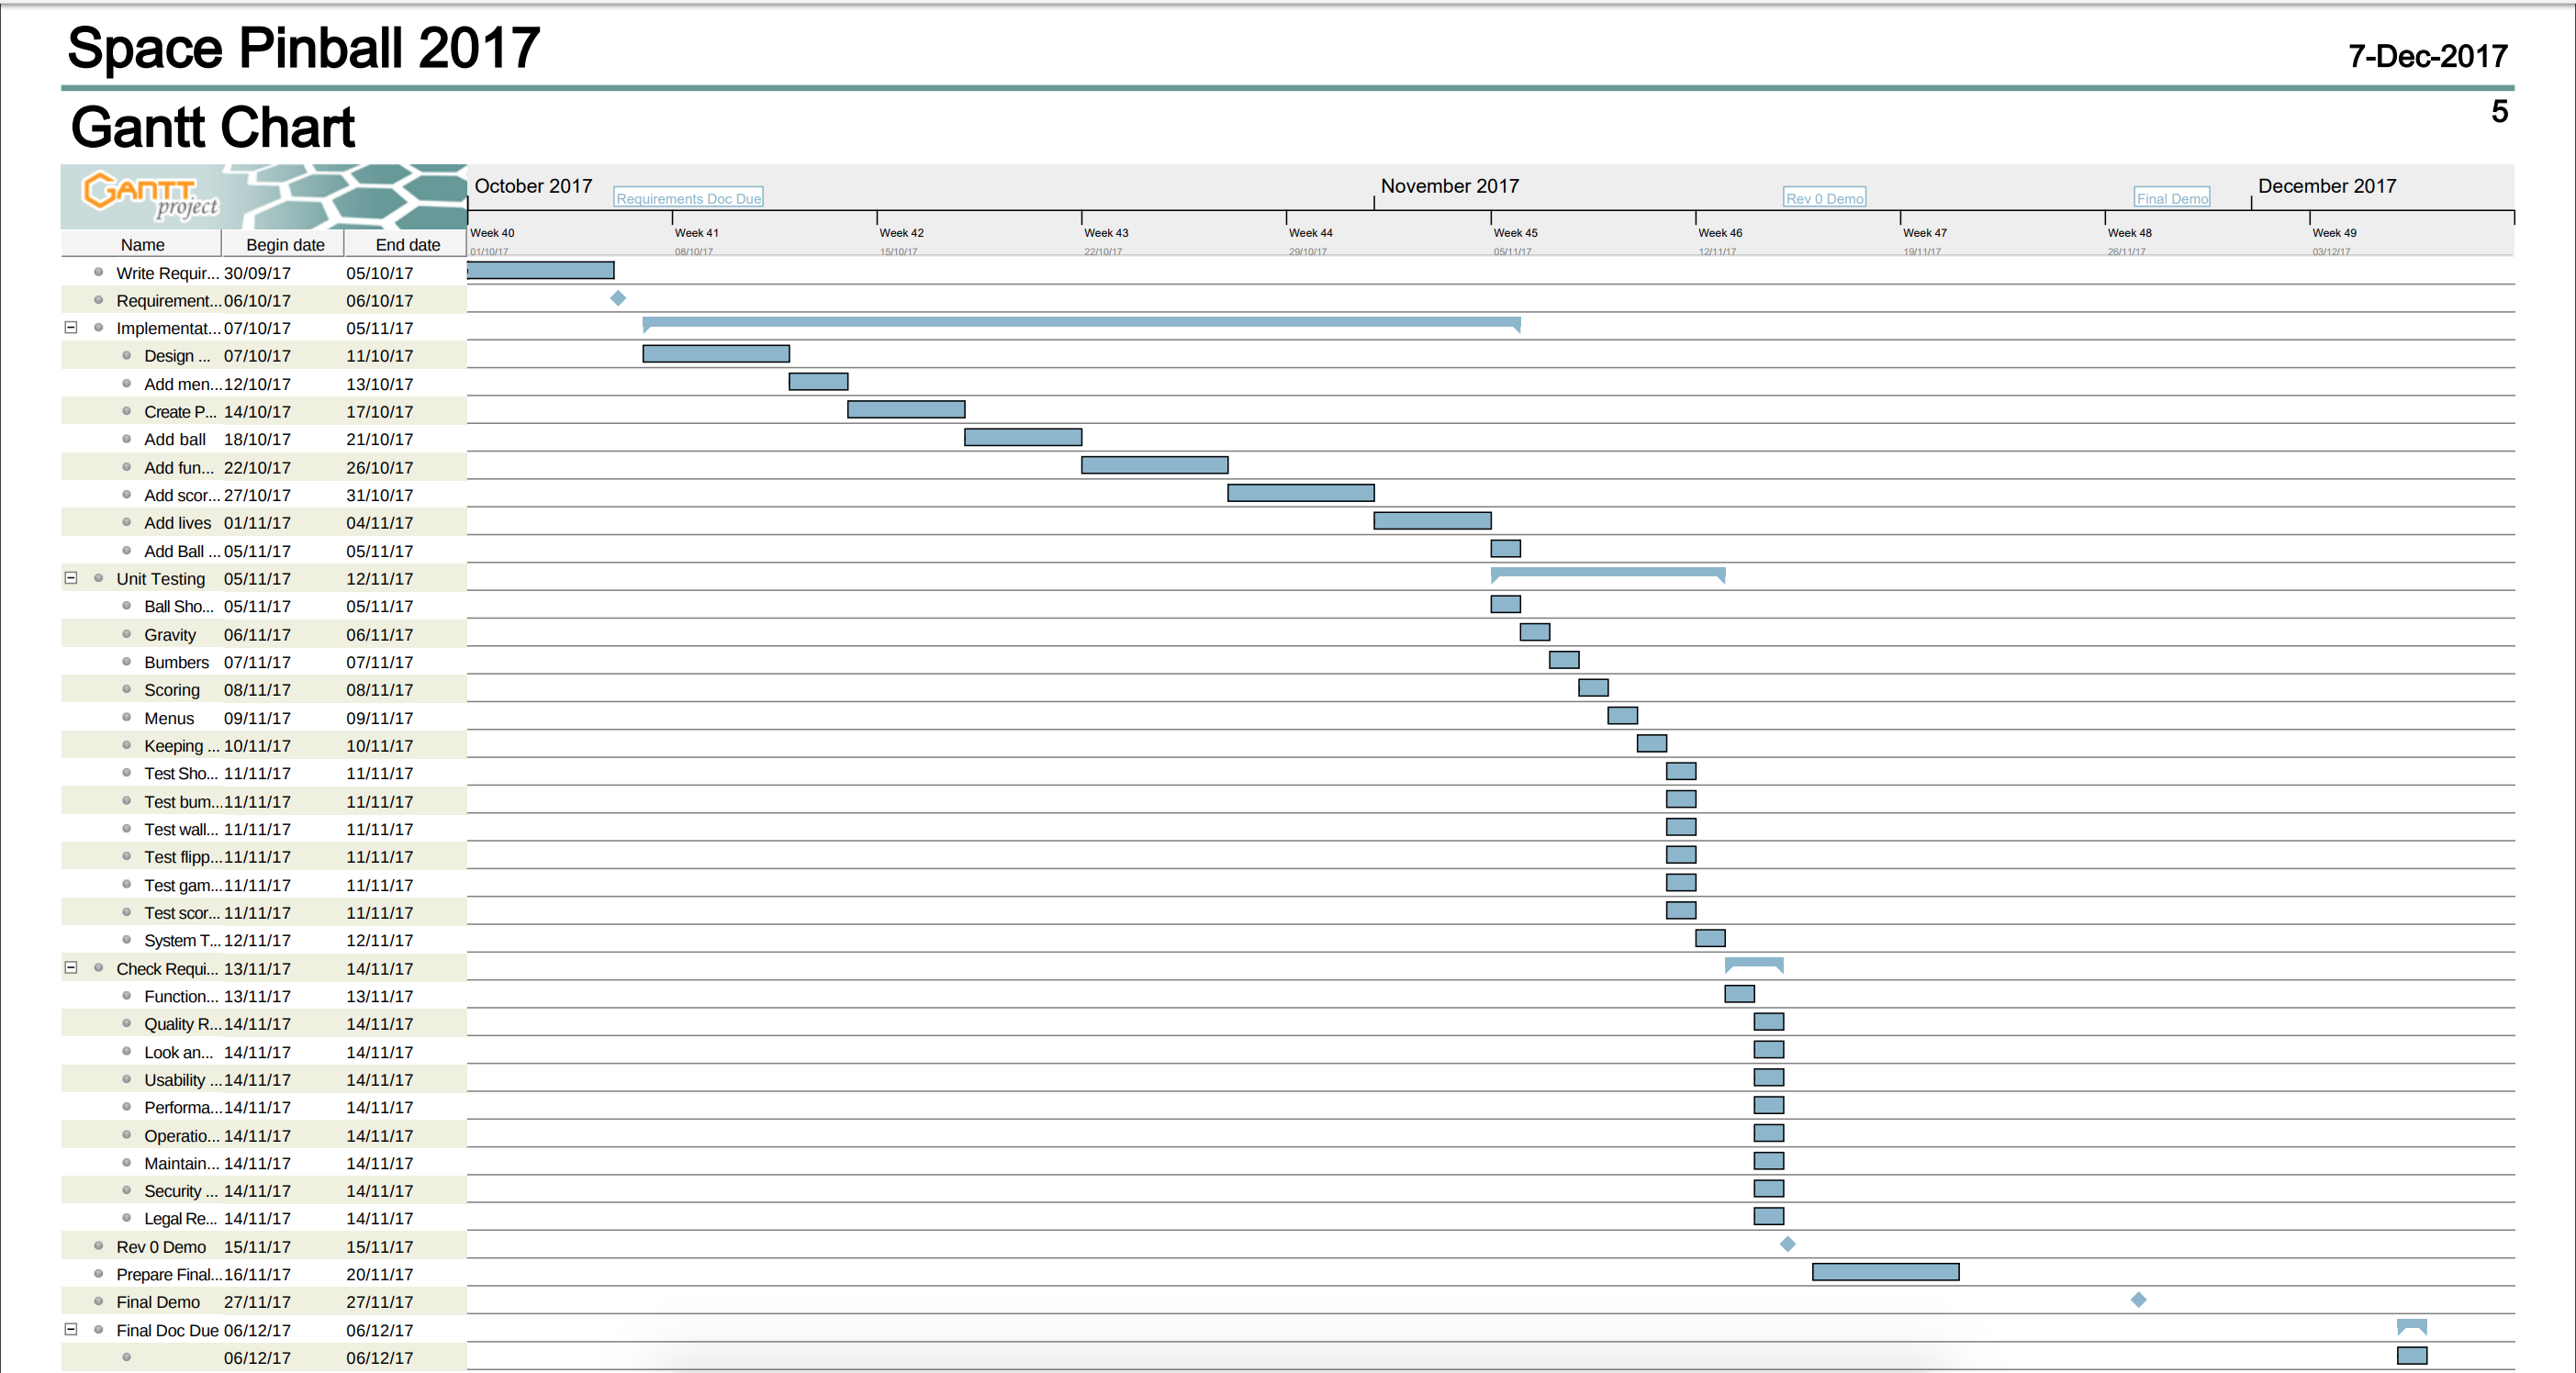 Space Pinball 2017
7-Dec-2017
Gantt Chart
5
GANTT project
October 2017 November 2017 December 2017
Requirements Doc Due Rev 0 Demo Final Demo
Name Begin date End date
Week 40 Week 41 Week 42 Week 43 Week 44 Week 45 Week 46 Week 47 Week 48 Week 49
01/10/17 08/10/17 15/10/17 22/10/17 29/10/17 05/11/17 12/11/17 19/11/17 26/11/17 03/12/17
Write Requir... 30/09/17 05/10/17
Requirement... 06/10/17 06/10/17
Implementat... 07/10/17 05/11/17
Design ... 07/10/17 11/10/17
Add men... 12/10/17 13/10/17
Create P... 14/10/17 17/10/17
Add ball 18/10/17 21/10/17
Add fun... 22/10/17 26/10/17
Add scor... 27/10/17 31/10/17
Add lives 01/11/17 04/11/17
Add Ball ... 05/11/17 05/11/17
Unit Testing 05/11/17 12/11/17
Ball Sho... 05/11/17 05/11/17
Gravity 06/11/17 06/11/17
Bumbers 07/11/17 07/11/17
Scoring 08/11/17 08/11/17
Menus 09/11/17 09/11/17
Keeping ... 10/11/17 10/11/17
Test Sho... 11/11/17 11/11/17
Test bum... 11/11/17 11/11/17
Test wall... 11/11/17 11/11/17
Test flipp... 11/11/17 11/11/17
Test gam... 11/11/17 11/11/17
Test scor... 11/11/17 11/11/17
System T... 12/11/17 12/11/17
Check Requi... 13/11/17 14/11/17
Function... 13/11/17 13/11/17
Quality R... 14/11/17 14/11/17
Look an... 14/11/17 14/11/17
Usability ... 14/11/17 14/11/17
Performa... 14/11/17 14/11/17
Operatio... 14/11/17 14/11/17
Maintain... 14/11/17 14/11/17
Security ... 14/11/17 14/11/17
Legal Re... 14/11/17 14/11/17
Rev 0 Demo 15/11/17 15/11/17
Prepare Final... 16/11/17 20/11/17
Final Demo 27/11/17 27/11/17
Final Doc Due 06/12/17 06/12/17
06/12/17 06/12/17